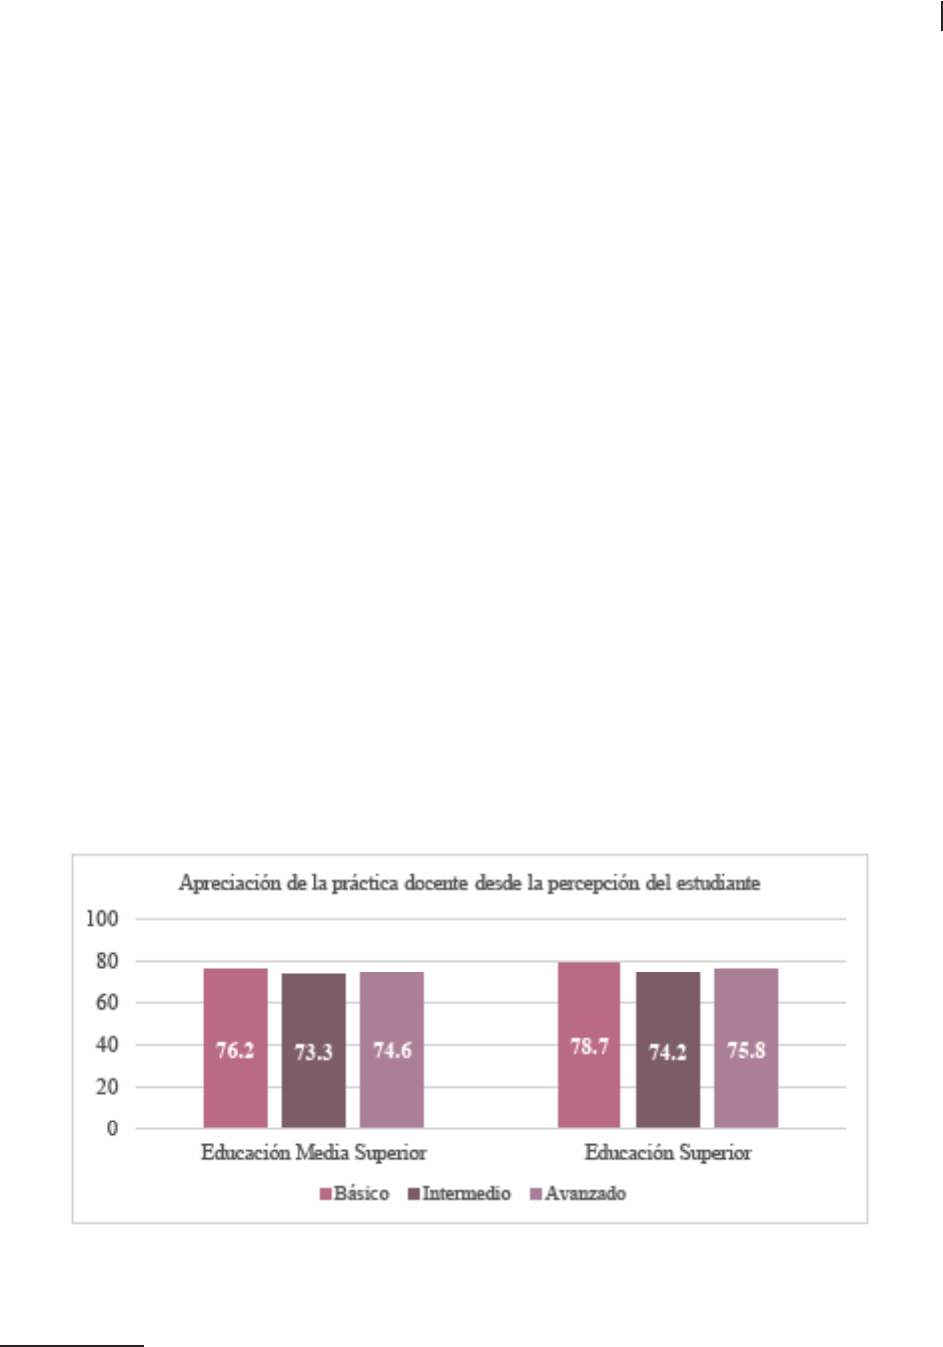 Apreciación de la práctica docente desde la percepción del estudiante
100
80
60
40
20
0
76.2 73.3 74.6 78.7 74.2 75.8
Educación Media Superior Educación Superior
Básico Intermedio Avanzado